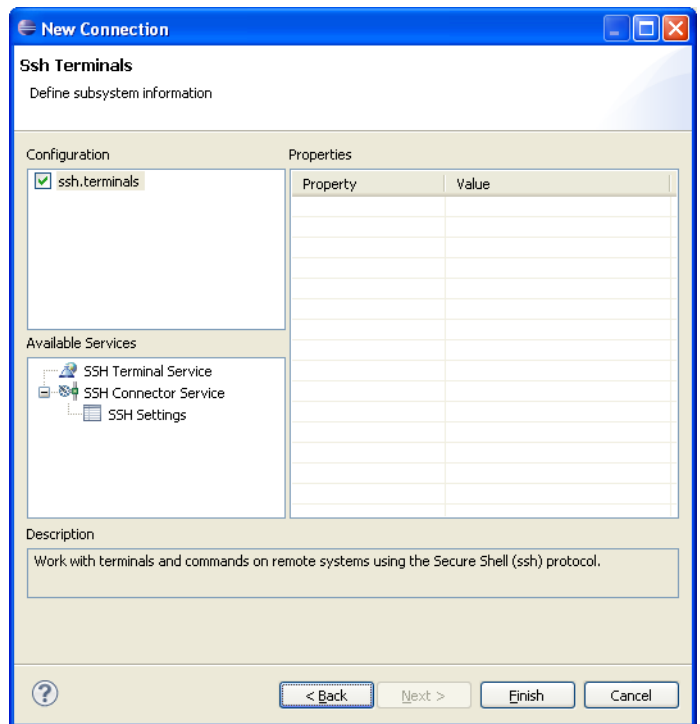 New Connection
Ssh Terminals
Define subsystem information
Configuration
Properties
ssh.terminals
Property Value
Available Services
SSH Terminal Service
SSH Connector Service
SSH Settings
Description
Work with terminals and commands on remote systems using the Secure Shell (ssh) protocol.
? < Back Next > Finish Cancel